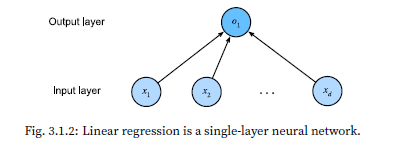 Output layer
o1
Input layer
x1 x2 ... xd
Fig. 3.1.2: Linear regression is a single-layer neural network.